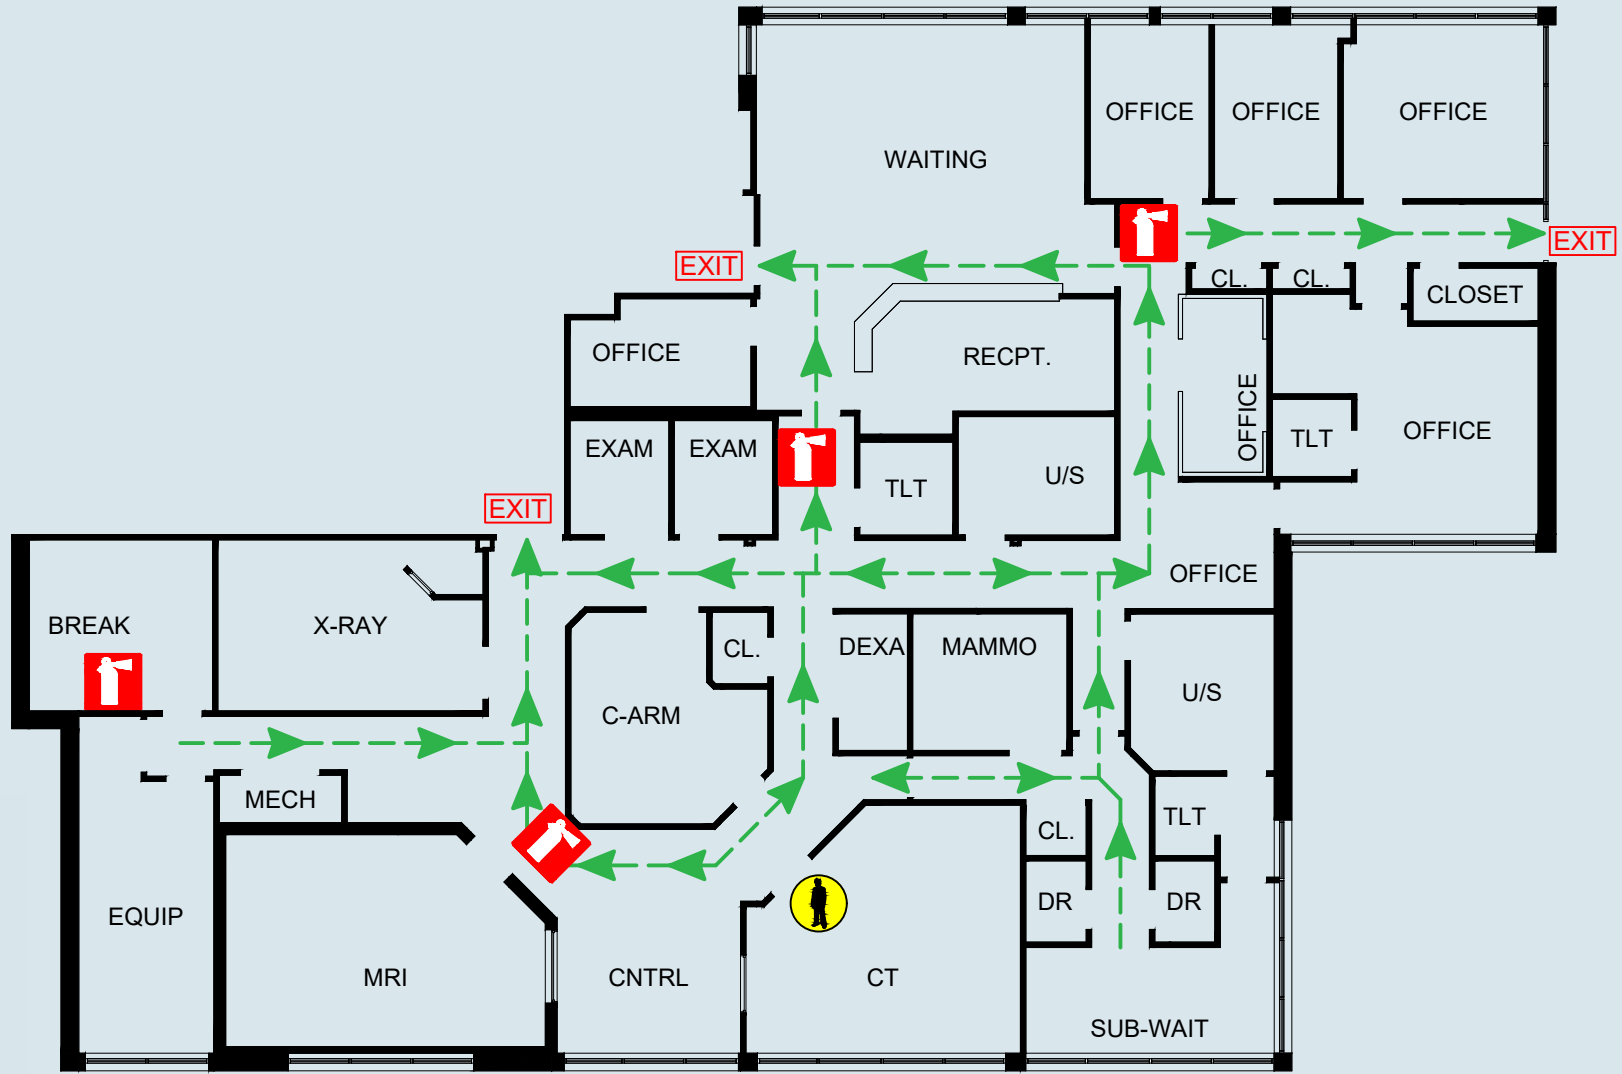 OFFICE
OFFICE
OFFICE
WAITING
EXIT
EXIT
CL.
CL.
CLOSET
OFFICE
RECPT.
OFFICE
TLT
OFFICE
EXAM
EXAM
TLT
U/S
EXIT
OFFICE
BREAK
X-RAY
CL.
DEXA
MAMMO
U/S
C-ARM
MECH
CL.
TLT
DR
DR
EQUIP
MRI
CNTRL
CT
SUB-WAIT